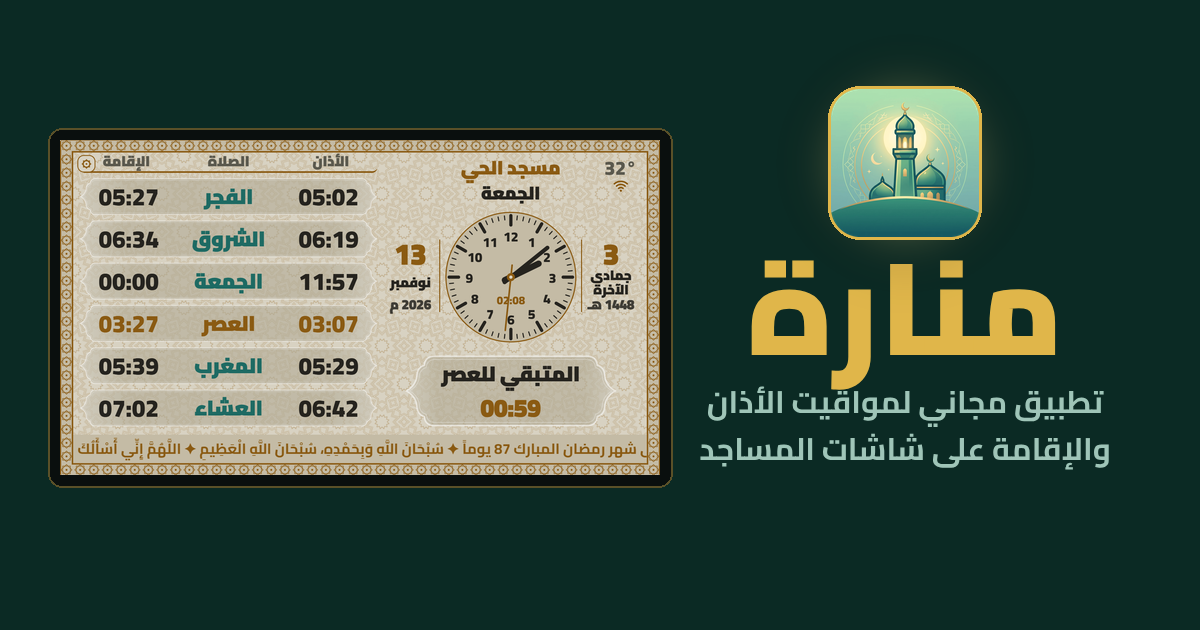 منارة
تطبيق مجاني لمواقيت الأذان
والإقامة على شاشات المساجد
32°
مسجد الحي
الجمعة
3
جمادى
الآخرة
1448 هـ
12
1
2
3
4
5
6
7
8
9
10
11
02:08
13
نوفمبر
2026 م
المتبقي للعصر
00:59
الأذان الصلاة الإقامة
05:02 الفجر 05:27
06:19 الشروق 06:34
11:57 الجمعة 00:00
03:07 العصر 03:27
05:29 المغرب 05:39
06:42 العشاء 07:02
شهر رمضان المبارك 87 يوماً ✦ سُبْحَانَ اللَّهِ وَبِحَمْدِهِ، سُبْحَانَ اللَّهِ الْعَظِيمِ ✦ اللَّهُمَّ إِنِّي أَسْأَلُكَ